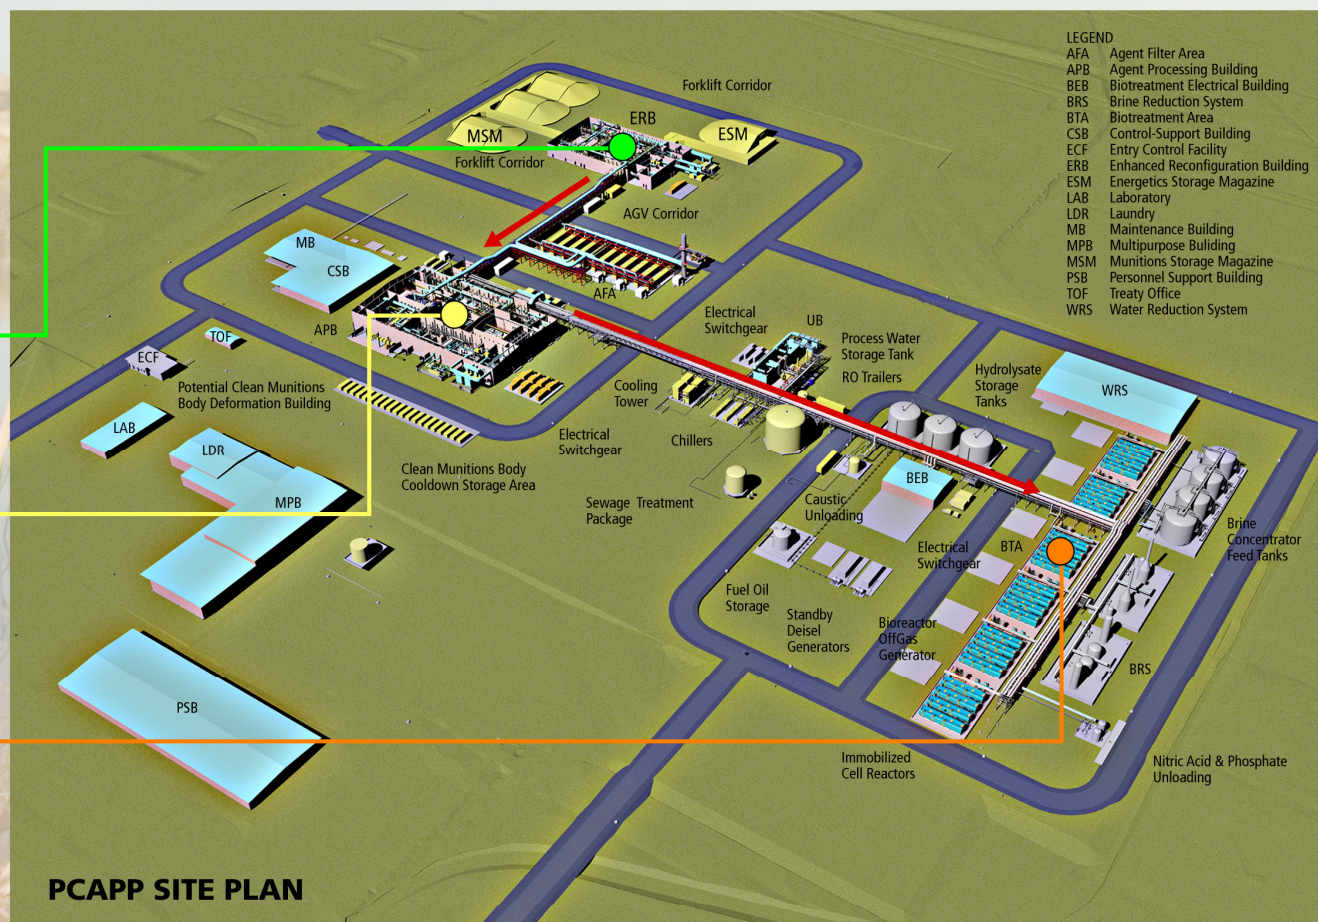 LEGEND
AFA Agent Filter Area
APB Agent Processing Building
BEB Biotreatment Electrical Building
BRS Brine Reduction System
BTA Biotreatment Area
CSB Control-Support Building
ECF Entry Control Facility
ERB Enhanced Reconfiguration Building
ESM Energetics Storage Magazine
LAB Laboratory
LDR Laundry
MB Maintenance Building
MPB Multipurpose Buliding
MSM Munitions Storage Magazine
PSB Personnel Support Building
TOF Treaty Office
WRS Water Reduction System
Forklift Corridor
ERB
MSM
ESM
Forklift Corridor
AGV Corridor
MB
CSB
AFA
APB
TOF
ECF
Electrical
Switchgear
UB
Process Water
Storage Tank
RO Trailers
Hydrolysate
Storage
Tanks
WRS
Potential Clean Munitions
Body Deformation Building
Cooling
Tower
LAB
LDR
Electrical
Switchgear
Chillers
Clean Munitions Body
Cooldown Storage Area
MPB
BEB
Sewage Treatment
Package
Caustic
Unloading
Brine
Concentrator
Feed Tanks
Electrical
Switchgear
BTA
Fuel Oil
Storage
Standby
Deisel
Generators
Bioreactor
OffGas
Generator
BRS
PSB
Immobilized
Cell Reactors
Nitric Acid & Phosphate
Unloading
PCAPP SITE PLAN